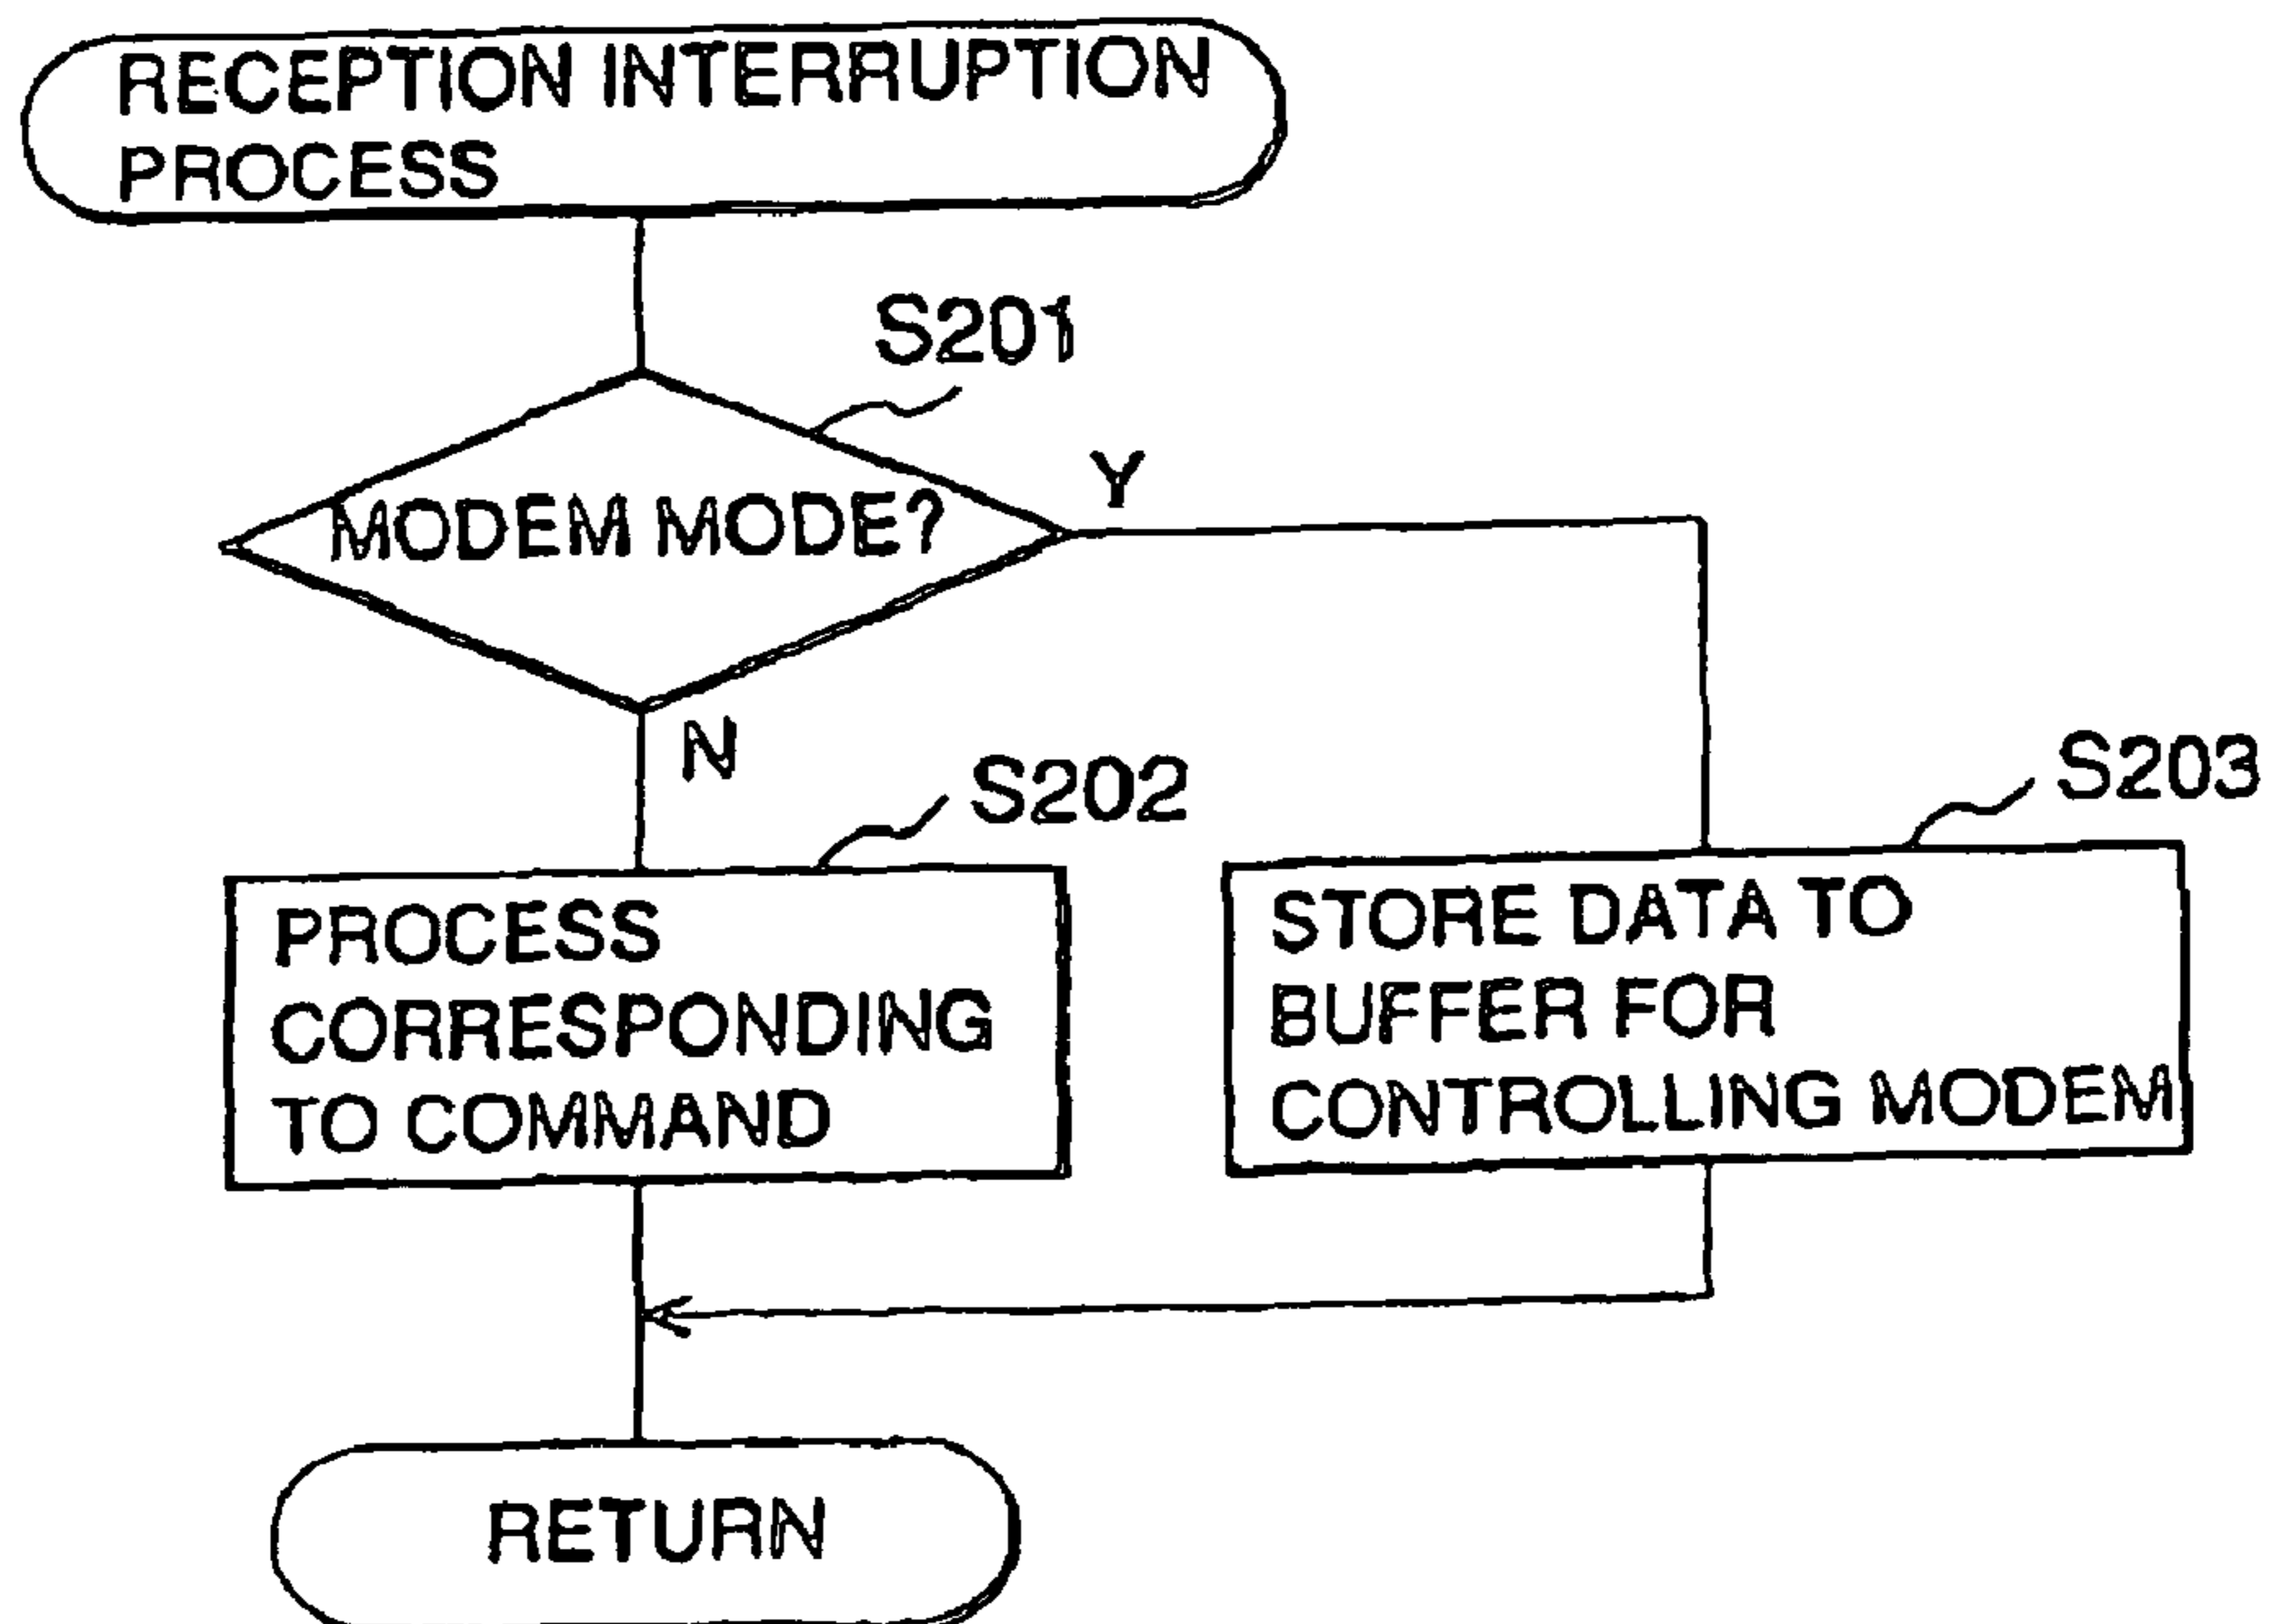 RECEPTION INTERRUPTION
PROCESS
S201
MODEM MODE?
Y
N
S202
S203
PROCESS
CORRESPONDING
TO COMMAND
STORE DATA TO
BUFFER FOR
CONTROLLING MODEM
RETURN